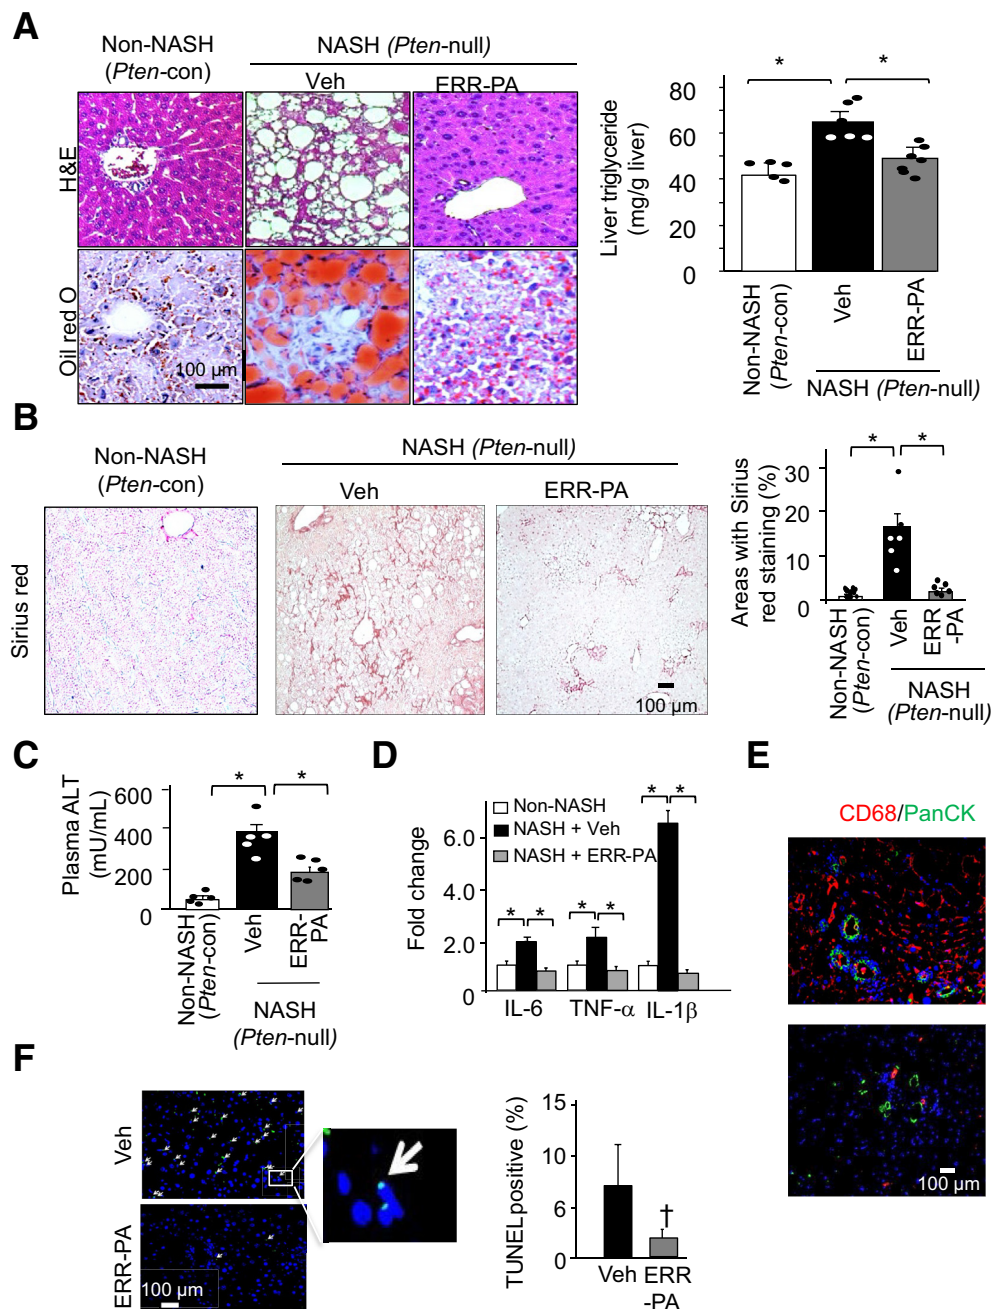 A
Non-NASH
(Pten-con)
NASH (Pten-null)
Veh
ERR-PA
H&E
Oil red O
100 μm
Liver triglyceride
(mg/g liver)
80
60
40
20
0
*
*
Non-NASH
(Pten-con)
Veh
ERR-PA
NASH (Pten-null)
B
Non-NASH
(Pten-con)
NASH (Pten-null)
Veh
ERR-PA
Sirius red
100 μm
Areas with Sirius
red staining (%)
30
20
10
0
*
*
Non-NASH
(Pten-con)
Veh
ERR
-PA
NASH
(Pten-null)
C
Plasma ALT
(mU/mL)
600
400
200
0
*
*
Non-NASH
(Pten-con)
Veh
ERR-
PA
NASH
(Pten-null)
D
Fold change
6.0
4.0
2.0
0
Non-NASH
NASH + Veh
NASH + ERR-PA
* *
* *
* *
IL-6
TNF-α
IL-1β
E
CD68/PanCK
100 μm
F
Veh
ERR-PA
100 μm
TUNEL positive (%)
15
10
6
0
†
Veh
ERR
-PA